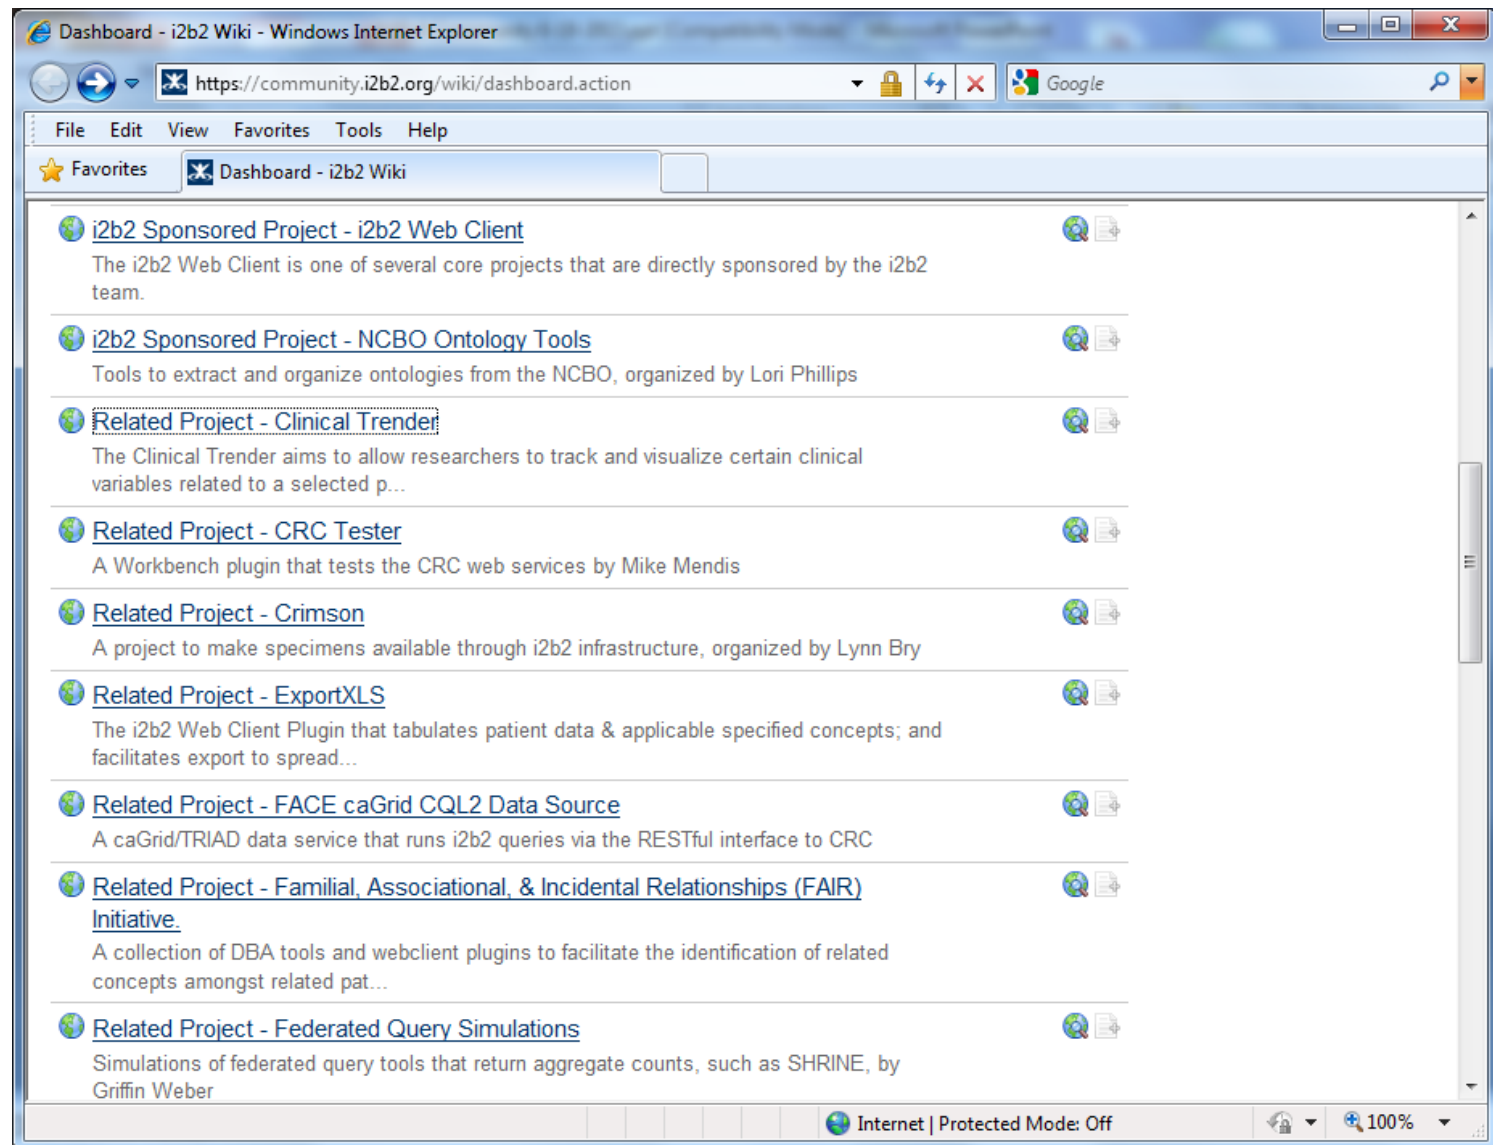 Dashboard - i2b2 Wiki - Windows Internet Explorer
https://community.i2b2.org/wiki/dashboard.action
Google
File Edit View Favorites Tools Help
Favorites
Dashboard - i2b2 Wiki
i2b2 Sponsored Project - i2b2 Web Client
The i2b2 Web Client is one of several core projects that are directly sponsored by the i2b2
team.
i2b2 Sponsored Project - NCBO Ontology Tools
Tools to extract and organize ontologies from the NCBO, organized by Lori Phillips
Related Project - Clinical Trender
The Clinical Trender aims to allow researchers to track and visualize certain clinical
variables related to a selected p...
Related Project - CRC Tester
A Workbench plugin that tests the CRC web services by Mike Mendis
Related Project - Crimson
A project to make specimens available through i2b2 infrastructure, organized by Lynn Bry
Related Project - ExportXLS
The i2b2 Web Client Plugin that tabulates patient data & applicable specified concepts; and
facilitates export to spread...
Related Project - FACE caGrid CQL2 Data Source
A caGrid/TRIAD data service that runs i2b2 queries via the RESTful interface to CRC
Related Project - Familial, Associational, & Incidental Relationships (FAIR)
Initiative.
A collection of DBA tools and webclient plugins to facilitate the identification of related
concepts amongst related pat...
Related Project - Federated Query Simulations
Simulations of federated query tools that return aggregate counts, such as SHRINE, by
Griffin Weber
Internet | Protected Mode: Off
100%